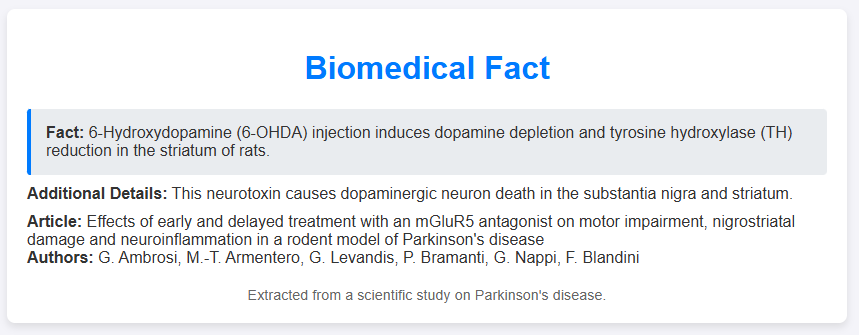 Biomedical Fact
Fact: 6-Hydroxydopamine (6-OHDA) injection induces dopamine depletion and tyrosine hydroxylase (TH)
reduction in the striatum of rats.
Additional Details: This neurotoxin causes dopaminergic neuron death in the substantia nigra and striatum.
Article: Effects of early and delayed treatment with an mGluR5 antagonist on motor impairment, nigrostriatal
damage and neuroinflammation in a rodent model of Parkinson's disease
Authors: G. Ambrosi, M.-T. Armentero, G. Levandis, P. Bramanti, G. Nappi, F. Blandini
Extracted from a scientific study on Parkinson's disease.